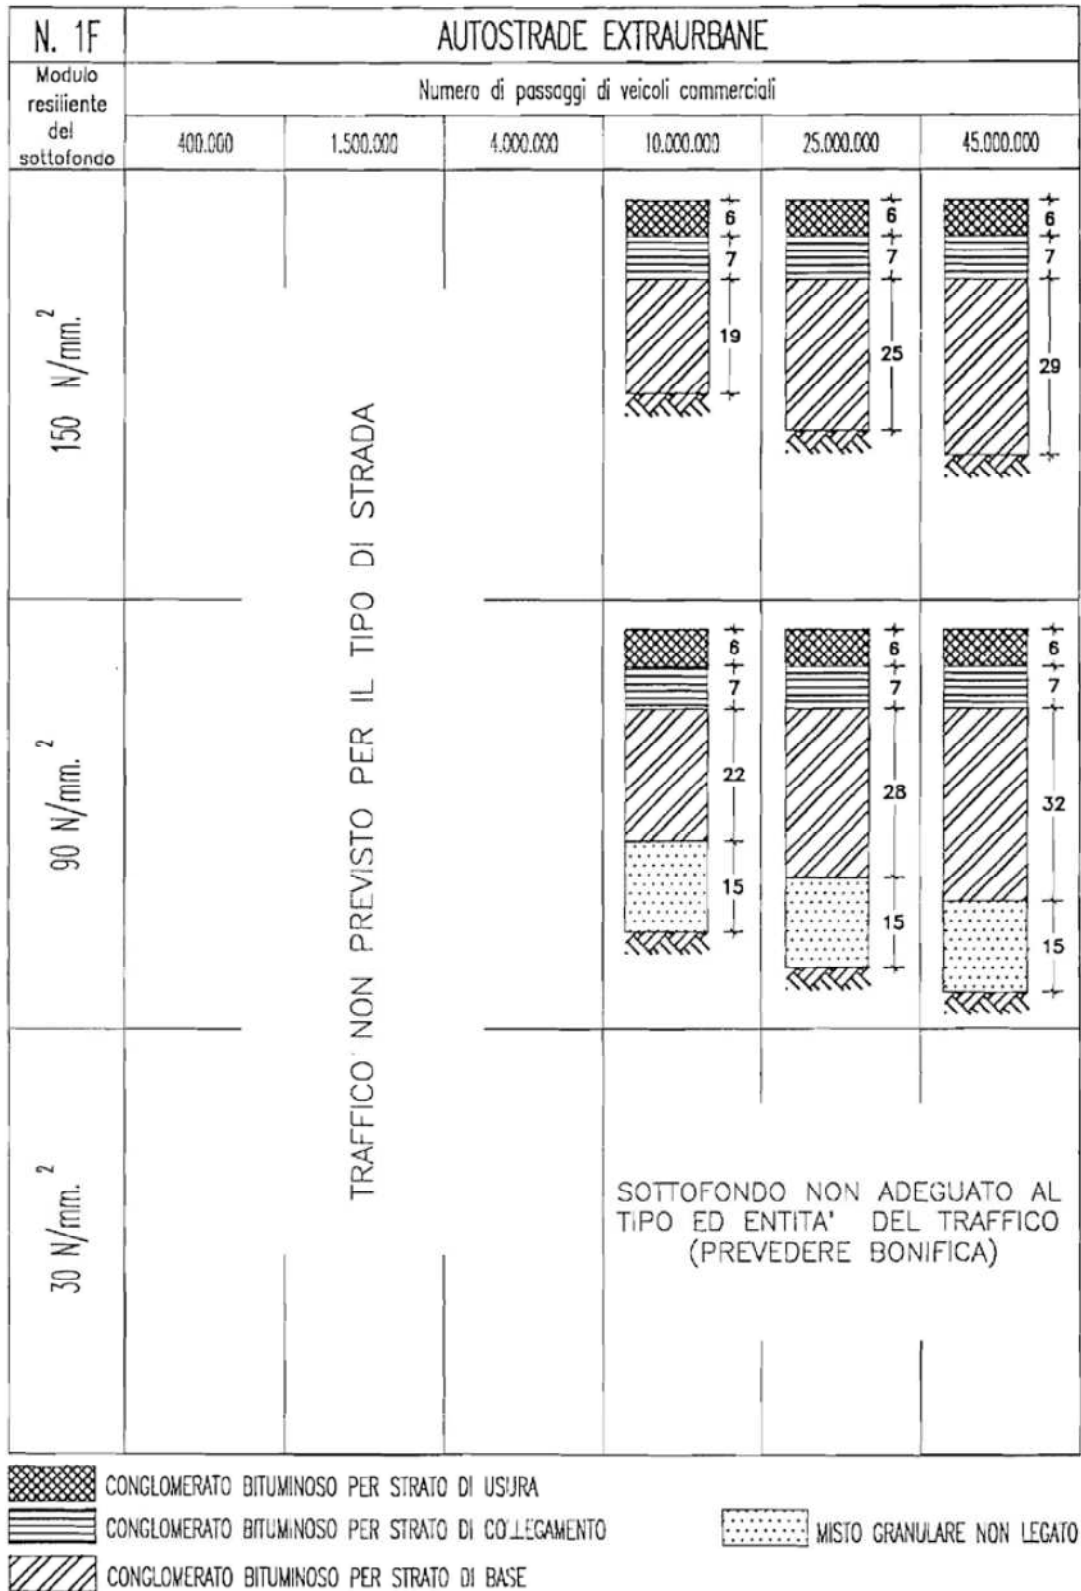 N. 1F
AUTOSTRADE EXTRAURBANE
Modulo
resiliente
del
sottofondo
Numero di passaggi di veicoli commerciali
400.000
1.500.000
4.000.000
10.000.000
25.000.000
45.000.000
150 N/mm.²
6
7
19
6
7
25
6
7
29
TRAFFICO NON PREVISTO PER IL TIPO DI STRADA
90 N/mm.²
6
7
22
15
6
7
28
15
6
7
32
15
30 N/mm.²
SOTTOFONDO NON ADEGUATO AL
TIPO ED ENTITA' DEL TRAFFICO
(PREVEDERE BONIFICA)
CONGLOMERATO BITUMINOSO PER STRATO DI USURA
CONGLOMERATO BITUMINOSO PER STRATO DI COLLEGAMENTO
MISTO GRANULARE NON LEGATO
CONGLOMERATO BITUMINOSO PER STRATO DI BASE